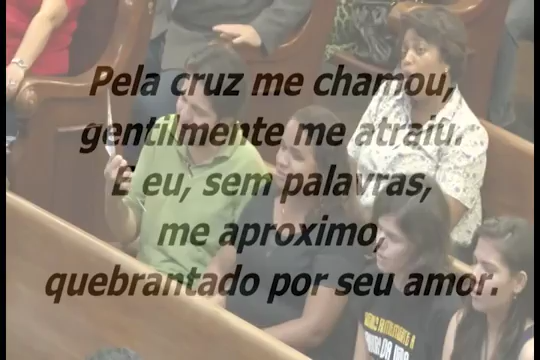 Pela cruz me chamou,
gentilmente me atraiu.
E eu, sem palavras,
me aproximo,
quebrantado por seu amor.